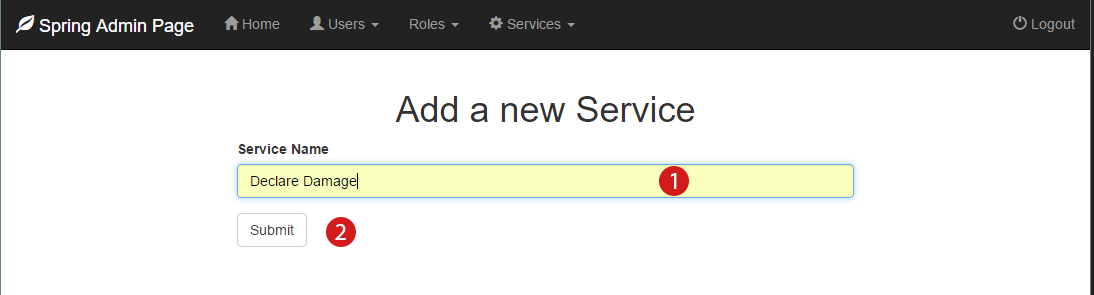 Spring Admin Page Home Users Roles Services Logout
Add a new Service
Service Name
Declare Damage 1
Submit 2